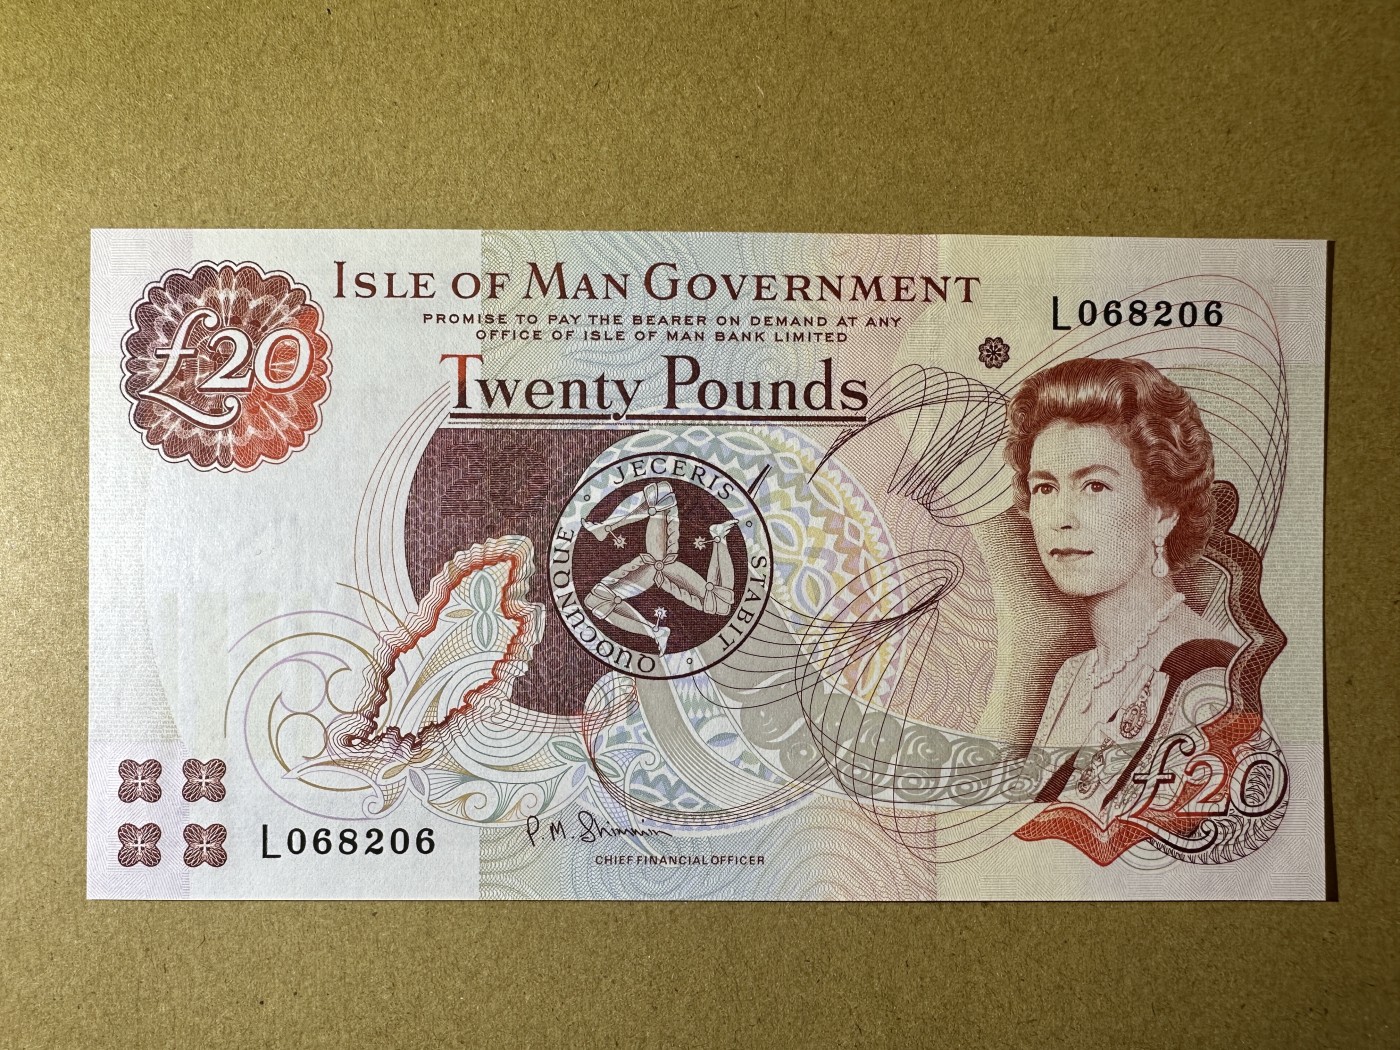 ISLE OF MAN GOVERNMENT
PROMISE TO PAY THE BEARER ON DEMAND AT ANY
OFFICE OF ISLE OF MAN BANK LIMITED
Twenty Pounds
£20
L068206
QUOCUNQUE JECERIS STABIT
£20
L068206
P. M. Shimmin
CHIEF FINANCIAL OFFICER